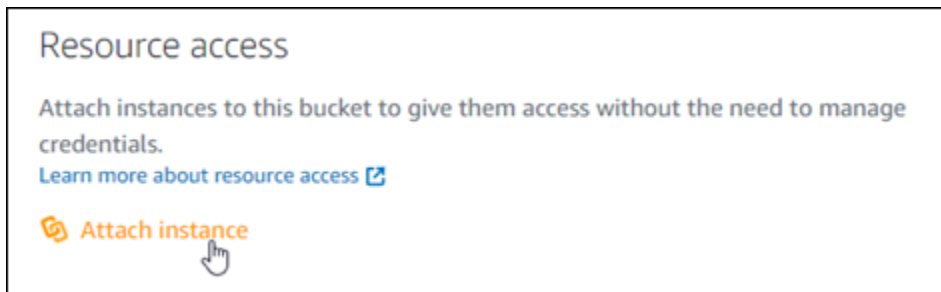 Resource access
Attach instances to this bucket to give them access without the need to manage
credentials.
Learn more about resource access
Attach instance